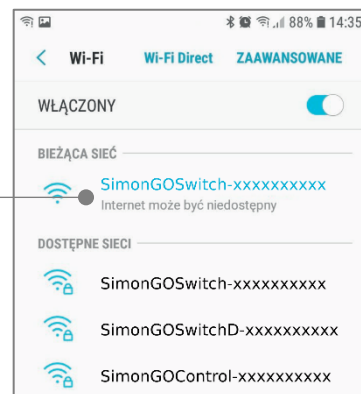 88% 14:35
Wi-Fi Wi-Fi Direct ZAAWANSOWANE
WŁĄCZONY
BIEŻĄCA SIEĆ
SimonGOSwitch-xxxxxxxxxx
Internet może być niedostępny
DOSTĘPNE SIECI
SimonGOSwitch-xxxxxxxxxx
SimonGOSwitchD-xxxxxxxxxx
SimonGOControl-xxxxxxxxxx